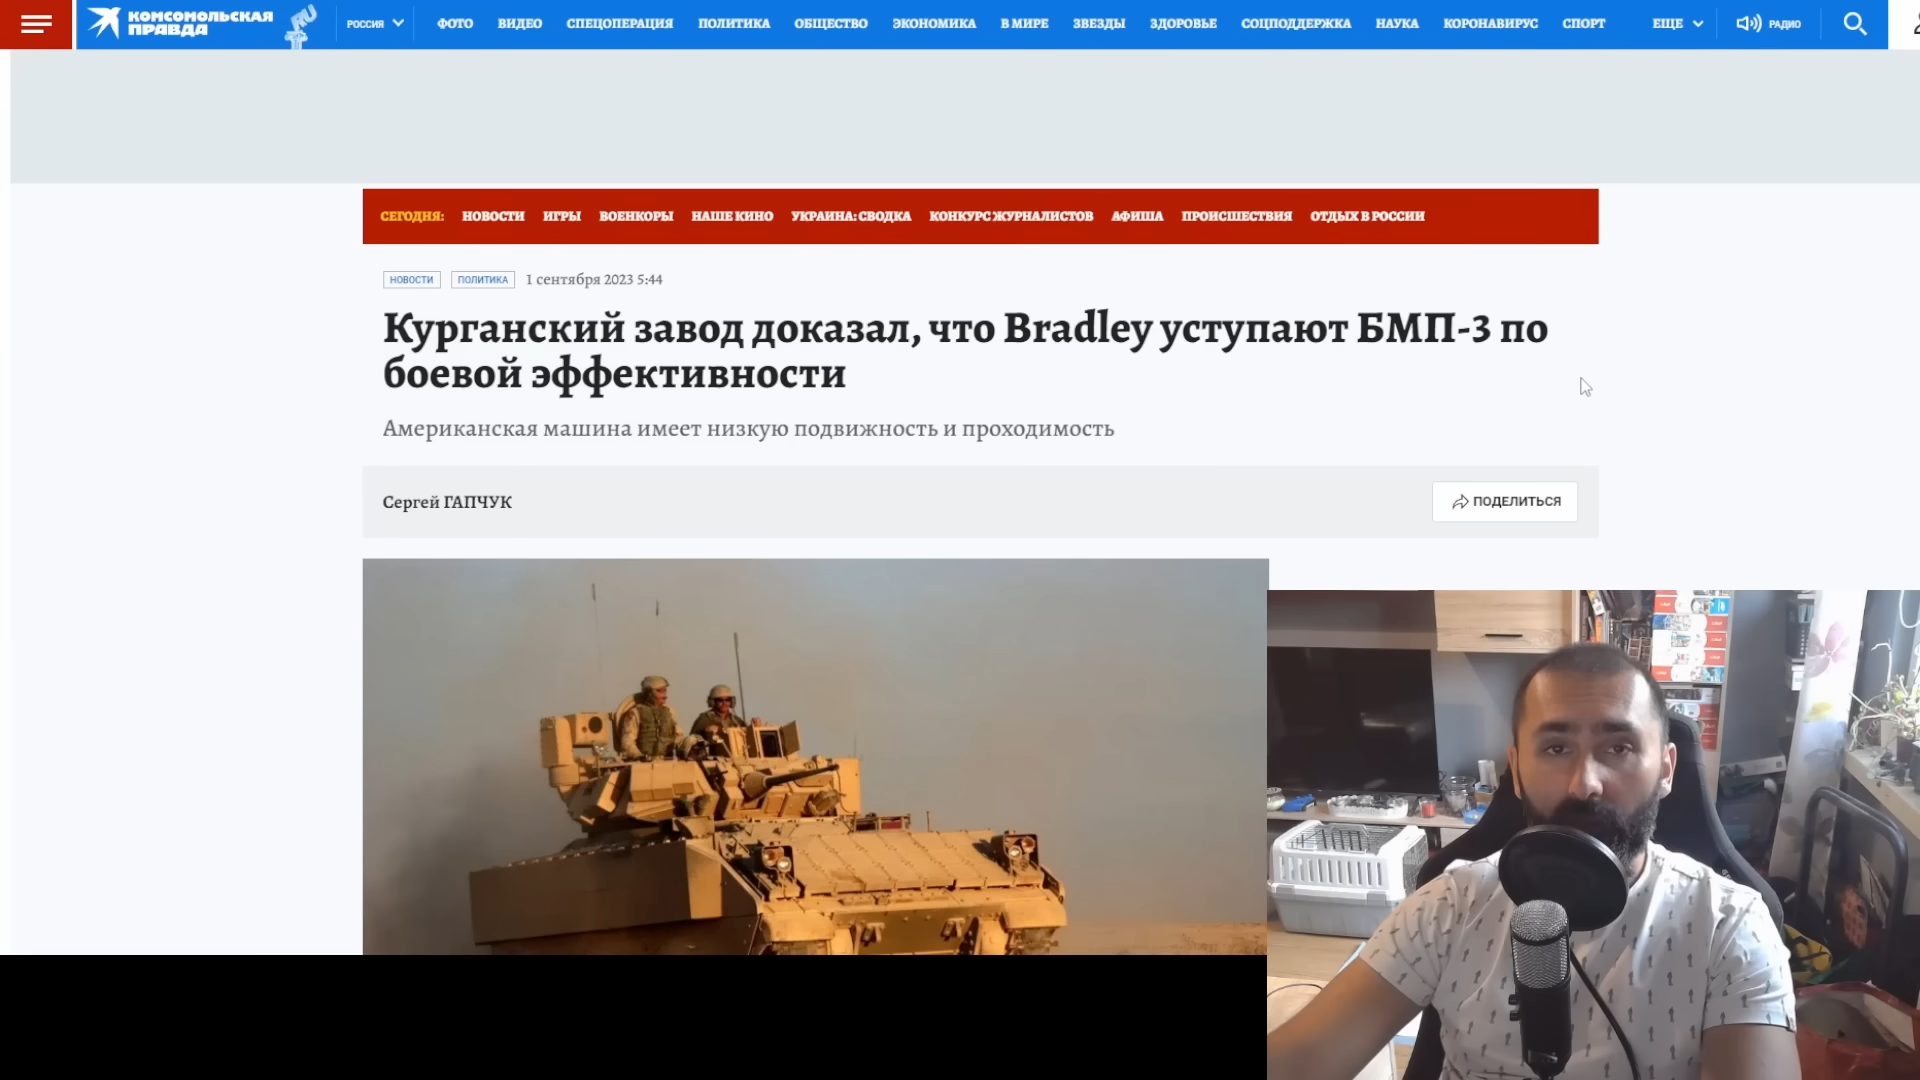 КОМСОМОЛЬСКАЯ
ПРАВДА
РОССИЯ
ФОТО ВИДЕО СПЕЦОПЕРАЦИЯ ПОЛИТИКА ОБЩЕСТВО ЭКОНОМИКА В МИРЕ ЗВЕЗДЫ ЗДОРОВЬЕ СОЦПОДДЕРЖКА НАУКА КОРОНАВИРУС СПОРТ ЕЩЕ РАДИО
СЕГОДНЯ: НОВОСТИ ИГРЫ ВОЕНКОРЫ НАШЕ КИНО УКРАИНА: СВОДКА КОНКУРС ЖУРНАЛИСТОВ АФИША ПРОИСШЕСТВИЯ ОТДЫХ В РОССИИ
НОВОСТИ ПОЛИТИКА 1 сентября 2023 5:44
Курганский завод доказал, что Bradley уступают БМП-3 по
боевой эффективности
Американская машина имеет низкую подвижность и проходимость
Сергей ГАПЧУК
ПОДЕЛИТЬСЯ